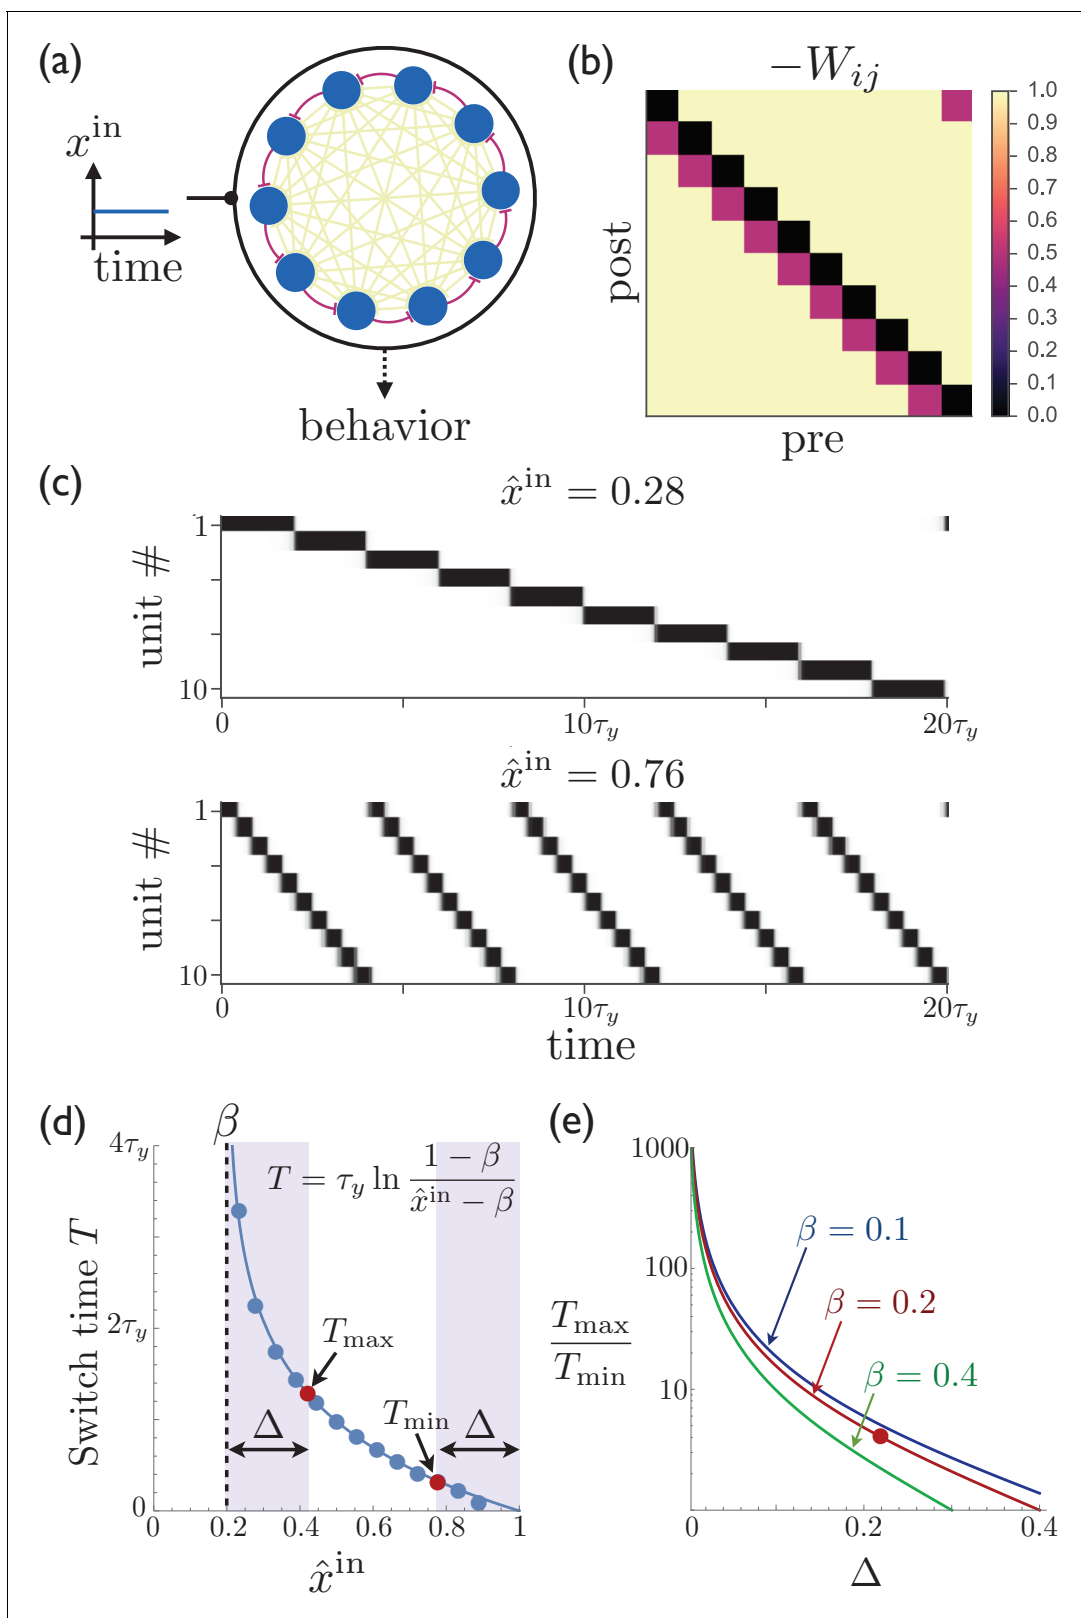 (a)
x^in
time
behavior
(b)
−W_ij
post
pre
1.0
0.9
0.8
0.7
0.6
0.5
0.4
0.3
0.2
0.1
0.0
(c)
x̂^in = 0.28
unit #
1
10
0
10τ_y
20τ_y
x̂^in = 0.76
unit #
1
10
0
10τ_y
20τ_y
time
(d)
β
4τ_y
2τ_y
0
Switch time T
T = τ_y ln (1 − β)/(x̂^in − β)
T_max
T_min
Δ
Δ
0
0.2
0.4
0.6
0.8
1
x̂^in
(e)
1000
100
10
T_max
T_min
β = 0.1
β = 0.2
β = 0.4
0
0.2
0.4
Δ